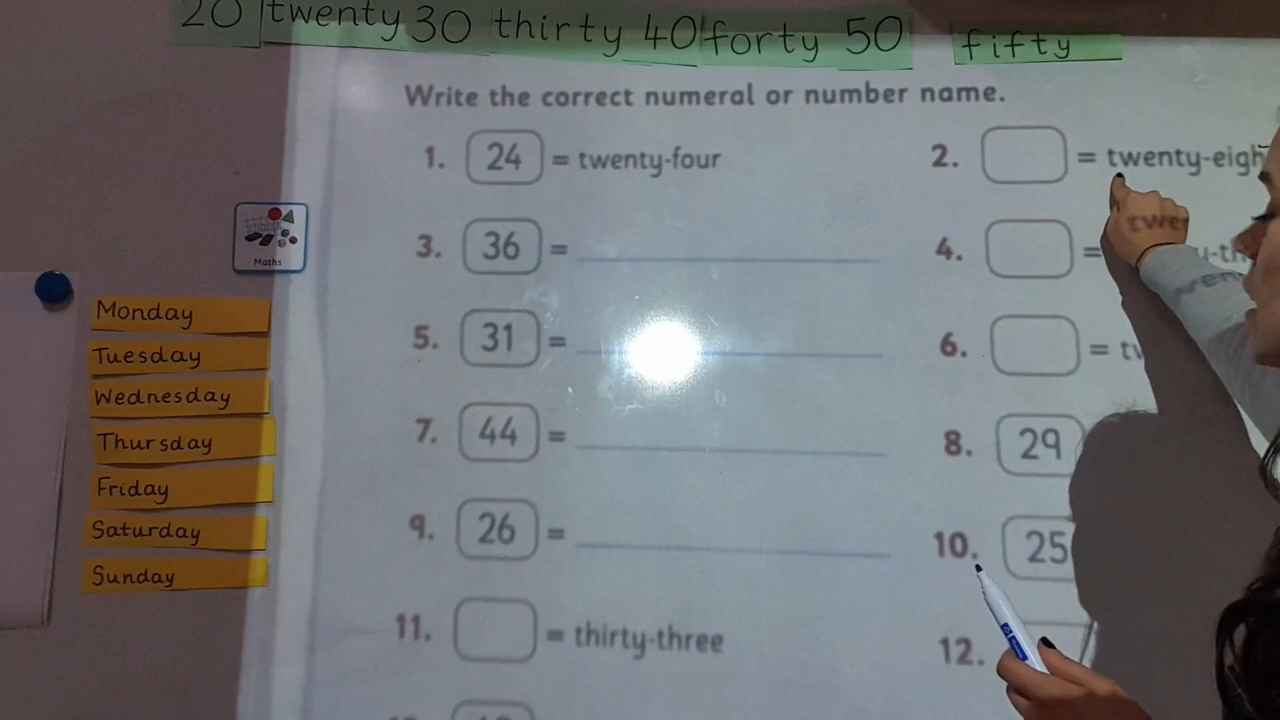 20 twenty 30 thirty 40 forty 50 fifty
Write the correct numeral or number name.
1. 24 = twenty-four
2. = twenty-eigh
3. 36 =
4. =
5. 31 =
6. =
7. 44 =
8. 29
9. 26 =
10. 25
11. = thirty-three
12.
Maths
Monday
Tuesday
Wednesday
Thursday
Friday
Saturday
Sunday